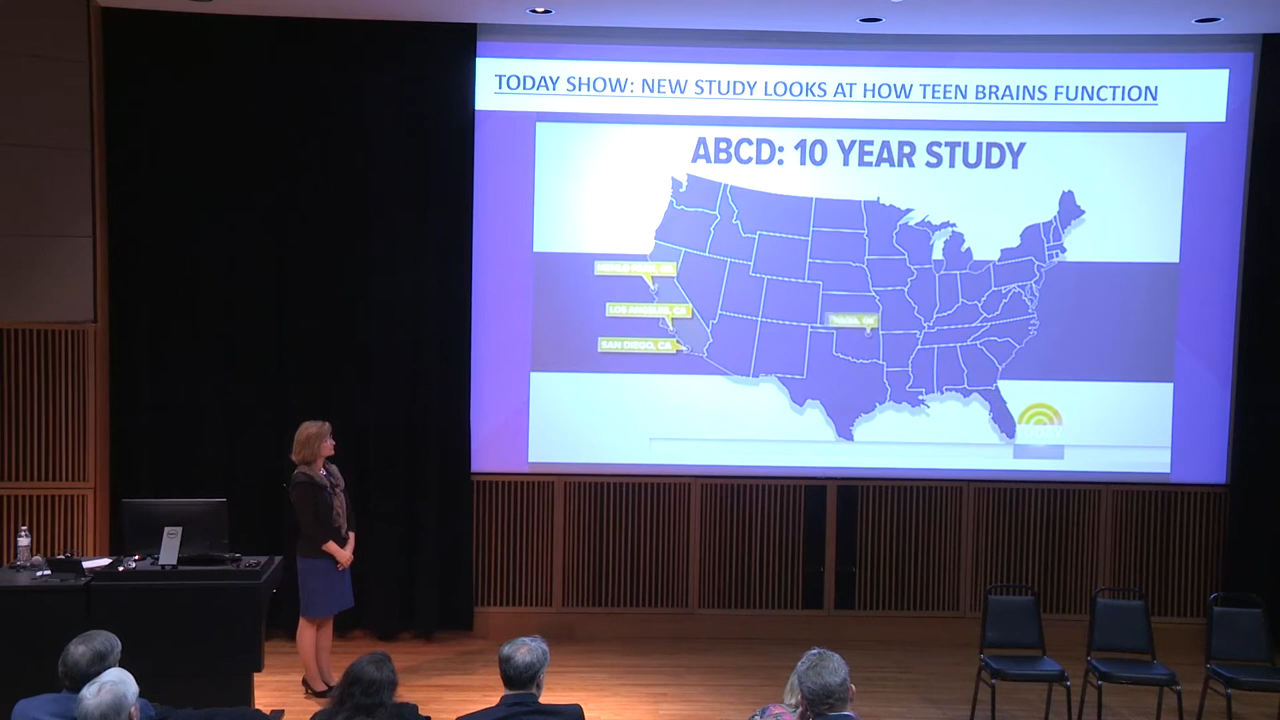 TODAY SHOW: NEW STUDY LOOKS AT HOW TEEN BRAINS FUNCTION
ABCD: 10 YEAR STUDY
LOS ANGELES, CA
SAN DIEGO, CA